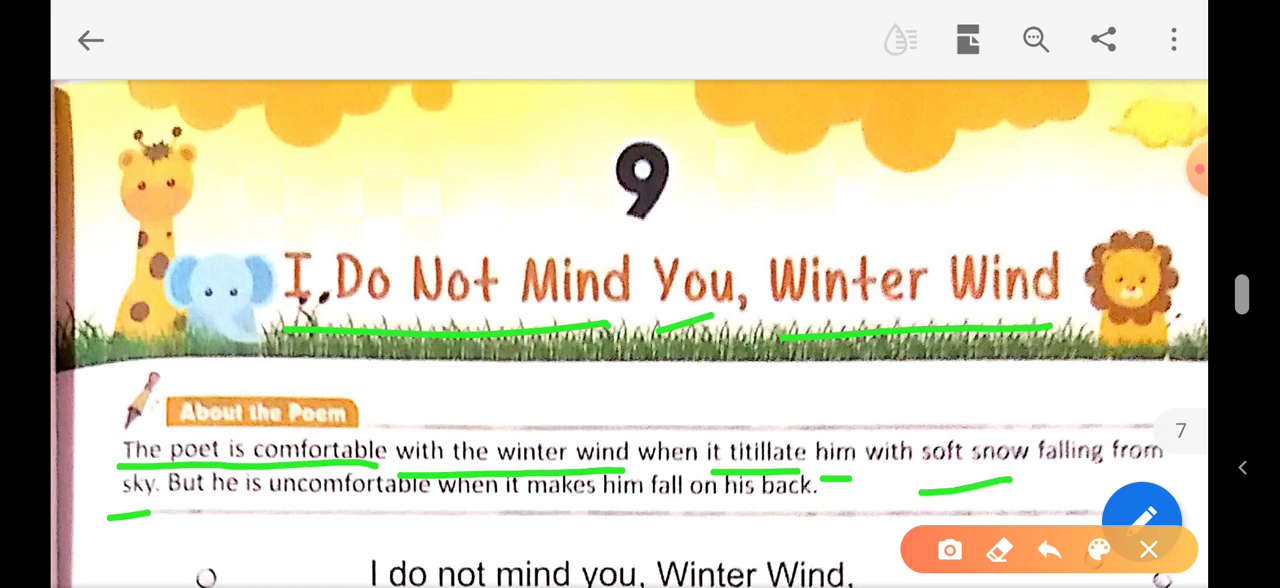 9
I Do Not Mind You, Winter Wind
About the Poem
The poet is comfortable with the winter wind when it titillate him with soft snow falling from
sky. But he is uncomfortable when it makes him fall on his back.
7
I do not mind you, Winter Wind,